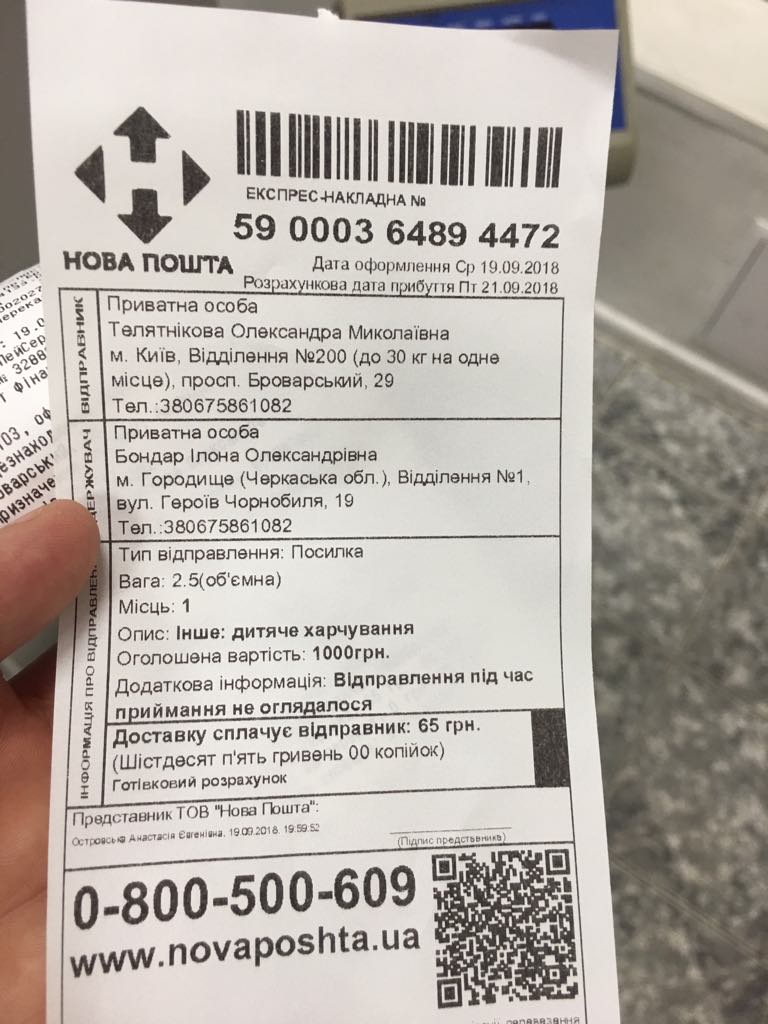 ЕКСПРЕС-НАКЛАДНА №
59 0003 6489 4472
НОВА ПОШТА
Дата оформлення Ср 19.09.2018
Розрахункова дата прибуття Пт 21.09.2018
ВІДПРАВНИК
Приватна особа
Телятнікова Олександра Миколаївна
м. Київ, Відділення №200 (до 30 кг на одне
місце), просп. Броварський, 29
Тел.:380675861082
Приватна особа
Бондар Ілона Олександрівна
м. Городище (Черкаська обл.), Відділення №1,
вул. Героїв Чорнобиля, 19
Тел.:380675861082
ІНФОРМАЦІЯ ПРО
Тип відправлення: Посилка
Вага: 2.5(об'ємна)
Місць: 1
Опис: Інше: дитяче харчування
Оголошена вартість: 1000грн.
Додаткова інформація: Відправлення під час
приймання не оглядалося
Доставку сплачує відправник: 65 грн.
(Шістдесят п'ять гривень 00 копійок)
Готівковий розрахунок
Представник ТОВ "Нова Пошта":
Островська Анастасія Євгенівна, 19.09.2018, 19:59:52
(Підпис представника)
0-800-500-609
www.novaposhta.ua